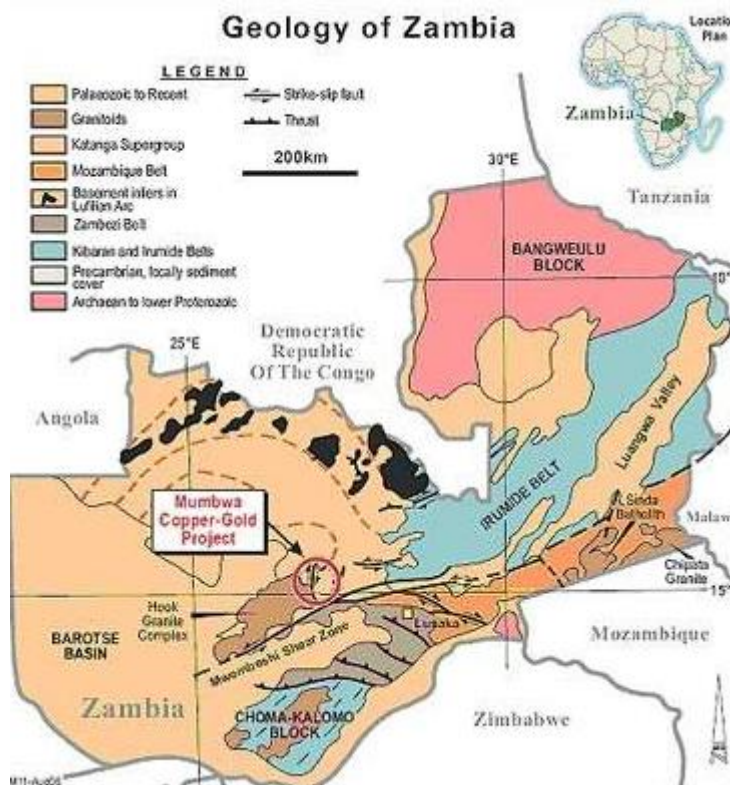 Geology of Zambia
Location
Plan
LEGEND
Palaeozoic to Recent
Granitoids
Katanga Supergroup
Mozambique Belt
Basement inliers in
Lufilian Arc
Zambezi Belt
Kibaran and Irumide Belts
Precambrian, locally sediment
cover
Archaean to lower Proterozoic
Strike-slip fault
Thrust
200km
Zambia
30°E
Tanzania
BANGWEULU
BLOCK
25°E
Democratic
Republic
Of The Congo
Angola
Luangwa Valley
IRUMIDE BELT
Mumbwa
Copper-Gold
Project
Sinda
Batholith
Malaw
Chipata
Granite
15°
Hook
Granite
Complex
Lusaka
Mwembeshi Shear Zone
BAROTSE
BASIN
Mozambique
Zambia
CHOMA-KALOMO
BLOCK
Zimbabwe